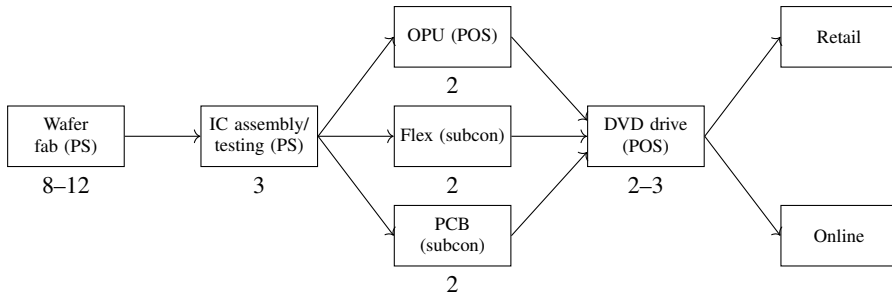 Wafer
fab (PS)
8–12
IC assembly/
testing (PS)
3
OPU (POS)
2
Flex (subcon)
2
PCB
(subcon)
2
DVD drive
(POS)
2–3
Retail
Online